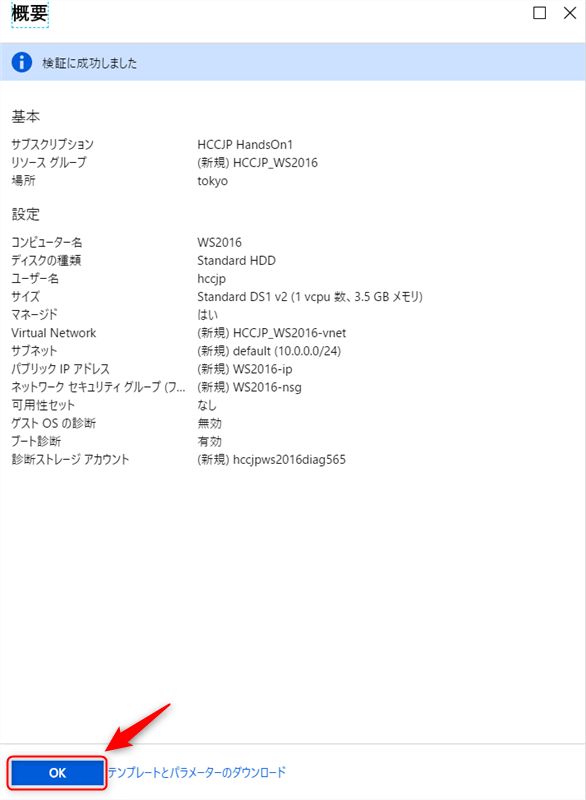 概要
検証に成功しました
基本
サブスクリプション HCCJP HandsOn1
リソース グループ (新規) HCCJP_WS2016
場所 tokyo
設定
コンピューター名 WS2016
ディスクの種類 Standard HDD
ユーザー名 hccjp
サイズ Standard DS1 v2 (1 vcpu 数、3.5 GB メモリ)
マネージド はい
Virtual Network (新規) HCCJP_WS2016-vnet
サブネット (新規) default (10.0.0.0/24)
パブリック IP アドレス (新規) WS2016-ip
ネットワーク セキュリティ グループ (フ... (新規) WS2016-nsg
可用性セット なし
ゲスト OS の診断 無効
ブート診断 有効
診断ストレージ アカウント (新規) hccjpws2016diag565
OK テンプレートとパラメーターのダウンロード